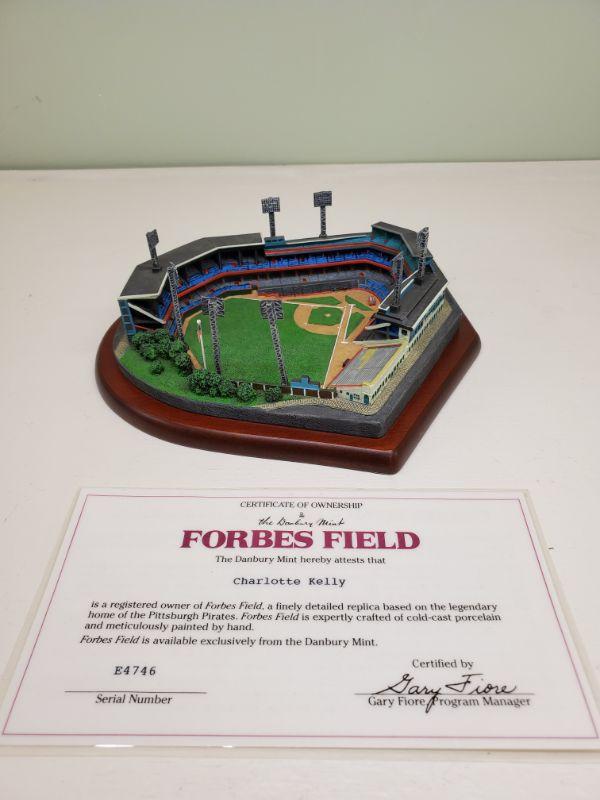 CERTIFICATE OF OWNERSHIP
&
the Danbury Mint
FORBES FIELD
The Danbury Mint hereby attests that
Charlotte Kelly
is a registered owner of Forbes Field, a finely detailed replica based on the legendary
home of the Pittsburgh Pirates. Forbes Field is expertly crafted of cold-cast porcelain
and meticulously painted by hand.
Forbes Field is available exclusively from the Danbury Mint.
E4746
Serial Number
Certified by
Gary Fiore
Gary Fiore, Program Manager